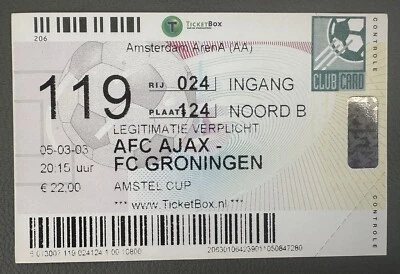 TICKETBOX
206
Amsterdam ArenA (AA)
119 RIJ 024 INGANG
PLAATS 124 NOORD B
LEGITIMATIE VERPLICHT
05-03-03 AFC AJAX -
20:15 uur FC GRONINGEN
€ 22,00 AMSTEL CUP
*** www.TicketBox.nl ***
CLUB CARD
CONTROLE
CONTROLE